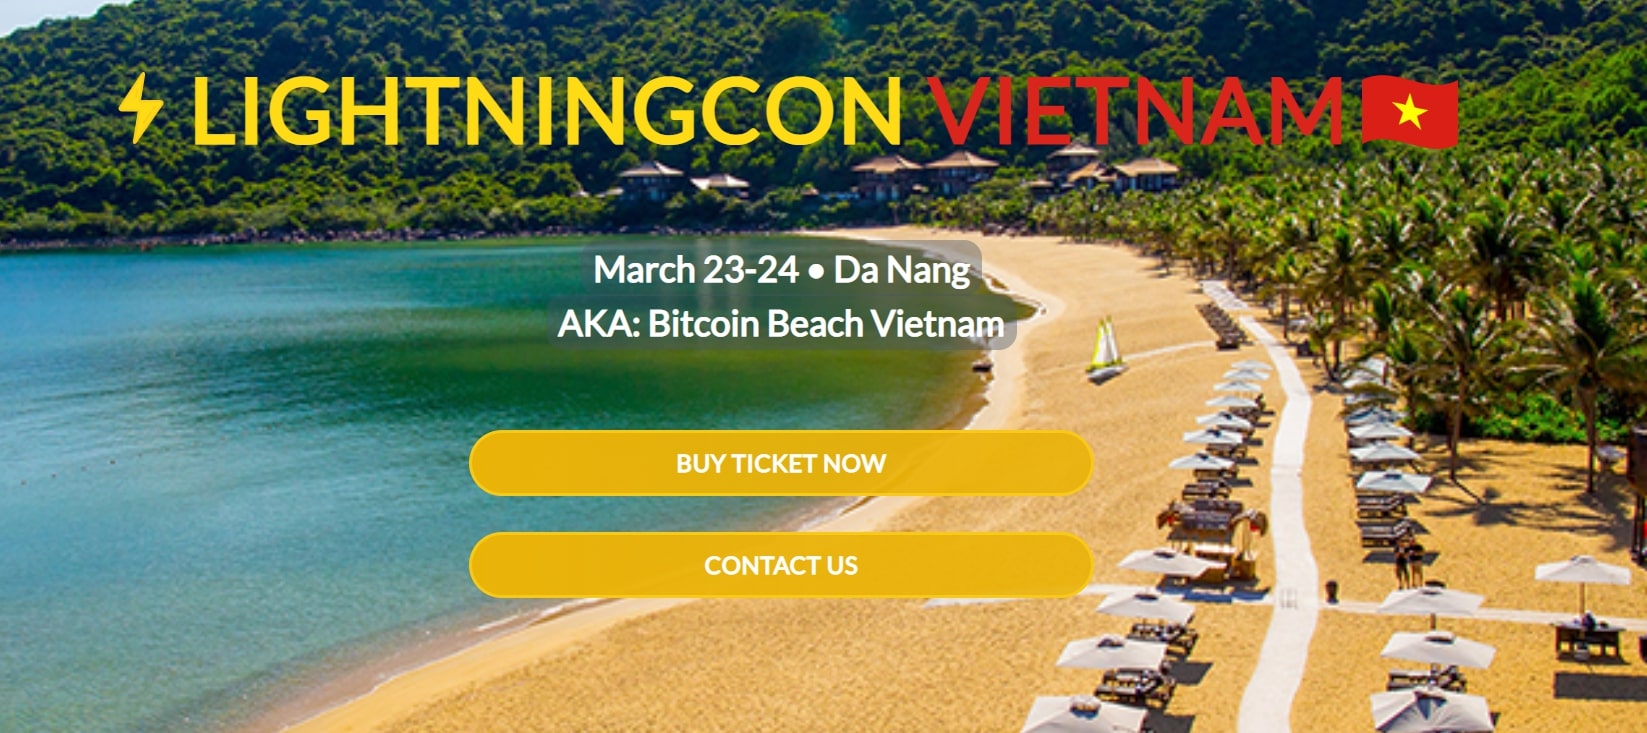 LIGHTNINGCON VIETNAM
March 23-24 • Da Nang
AKA: Bitcoin Beach Vietnam
BUY TICKET NOW
CONTACT US